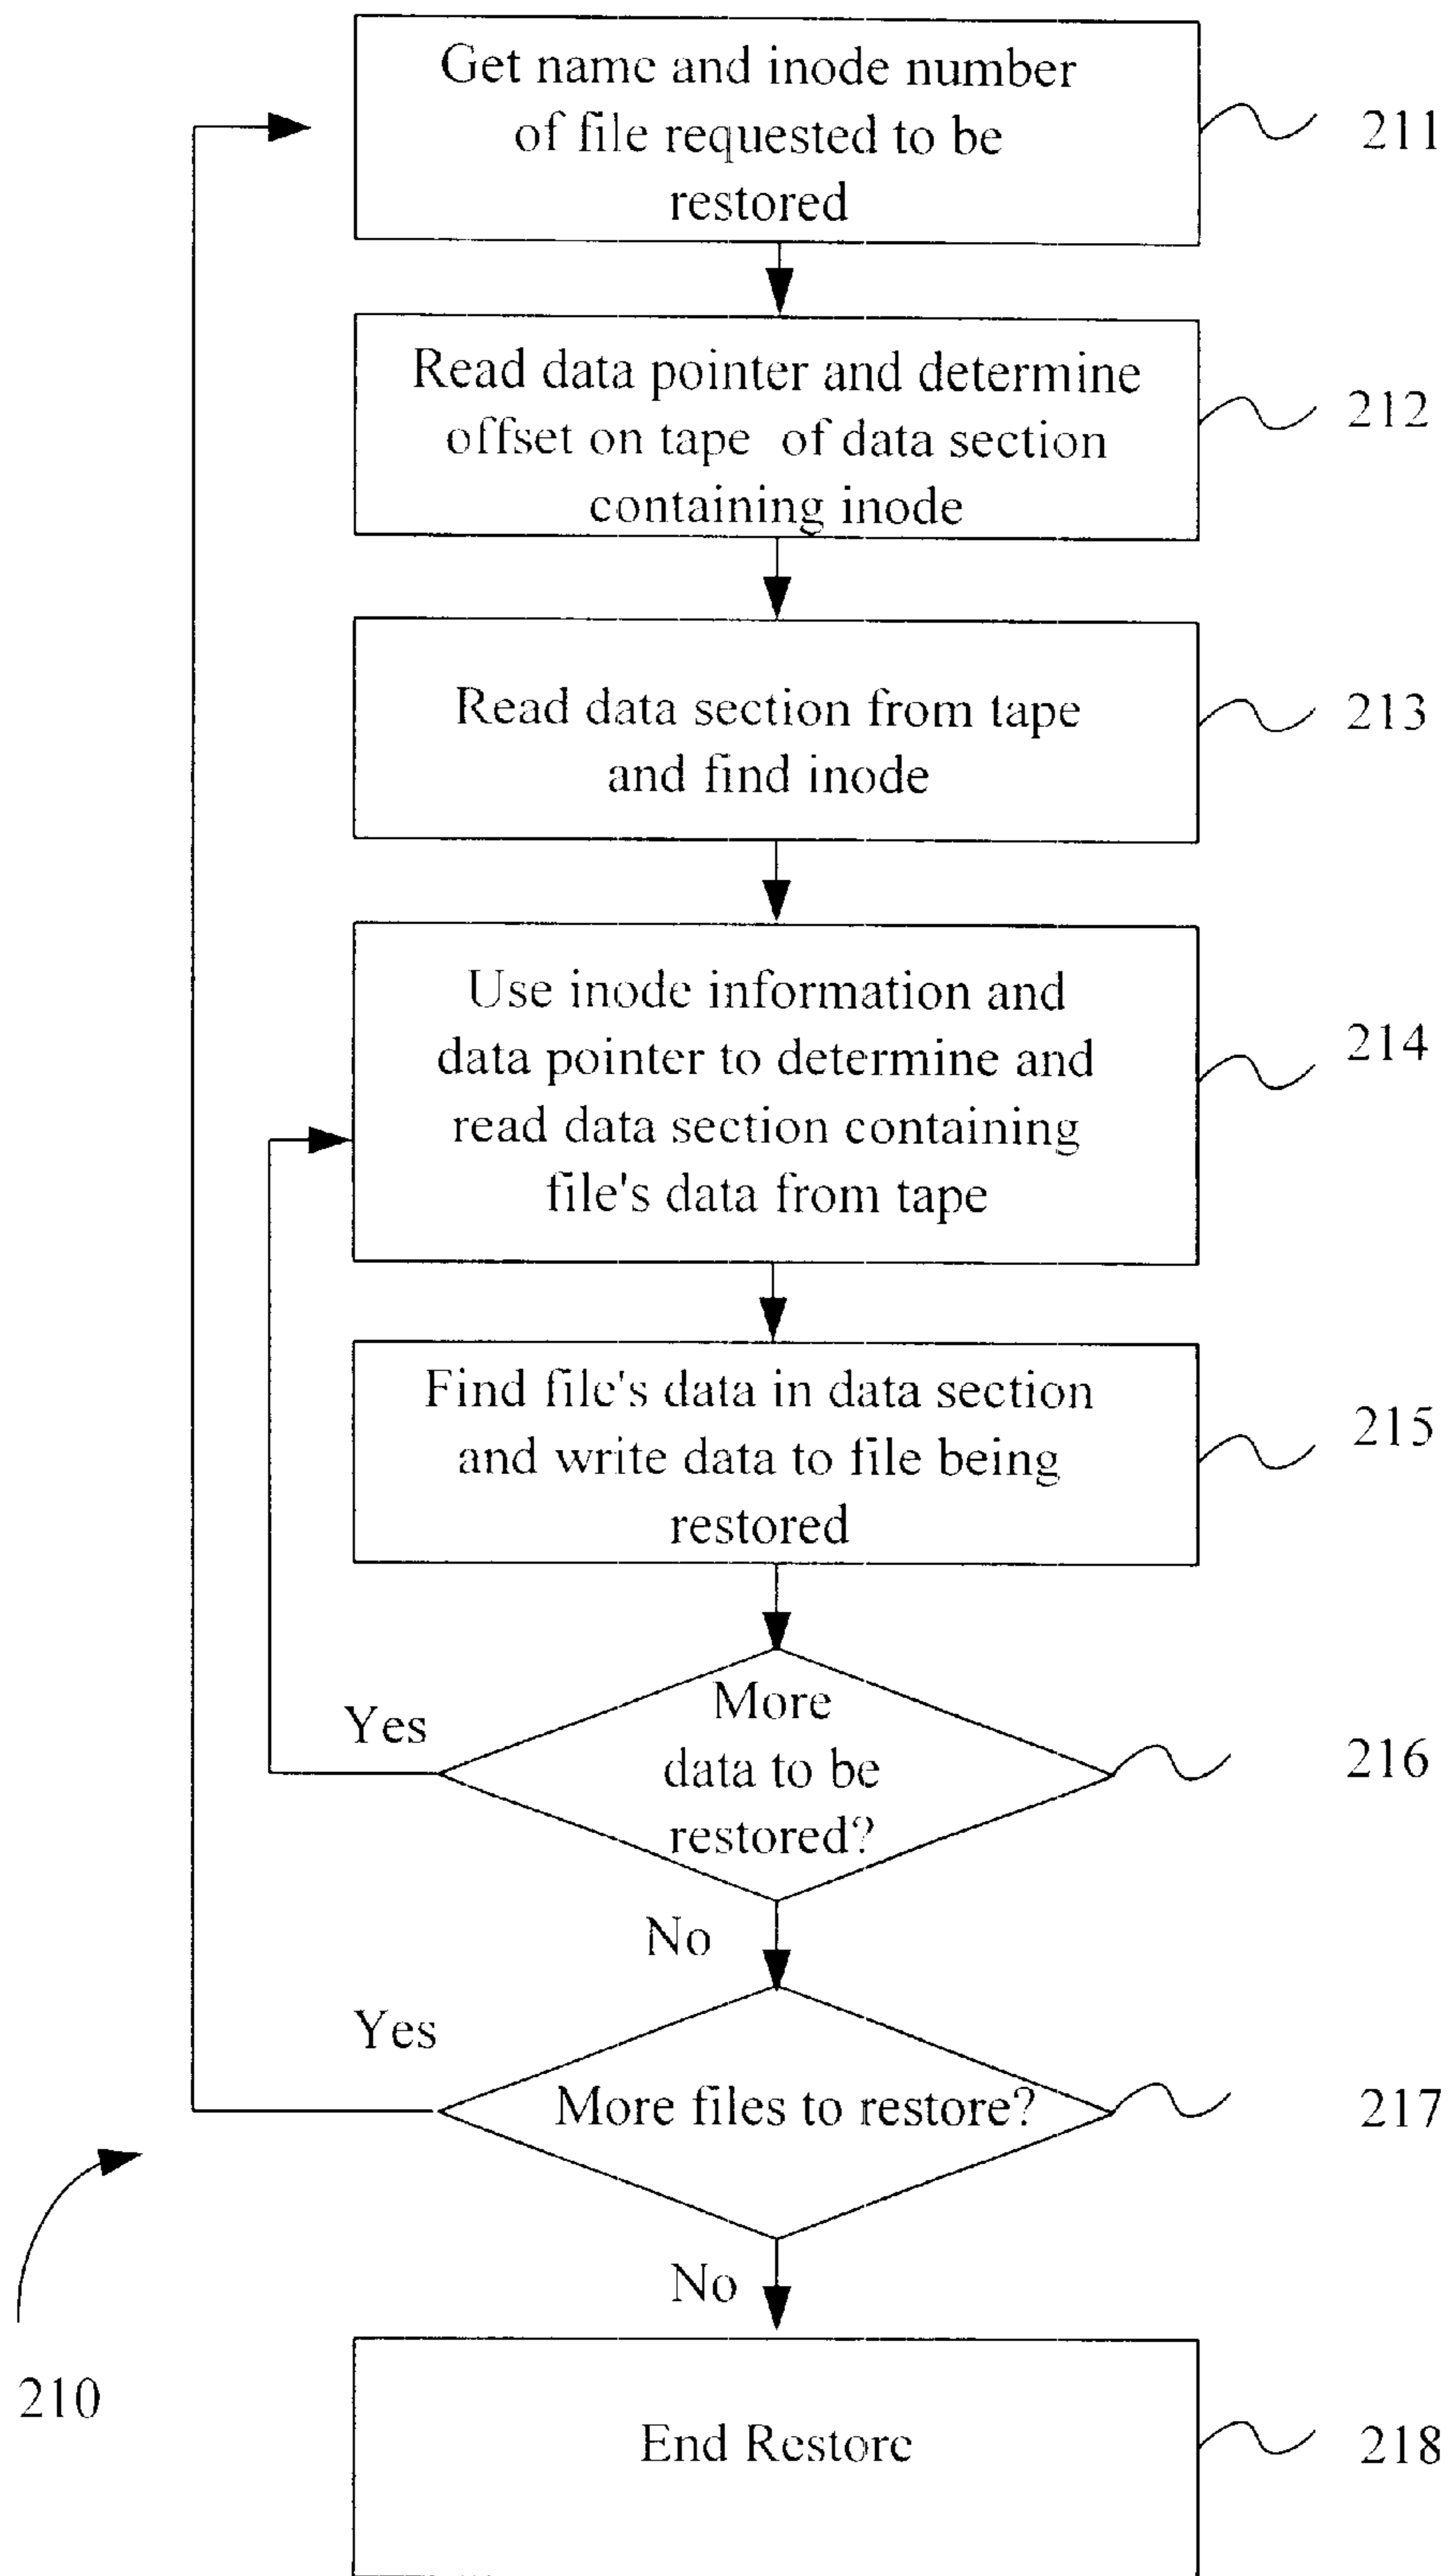 Get name and inode number
of file requested to be
restored
211
Read data pointer and determine
offset on tape of data section
containing inode
212
Read data section from tape
and find inode
213
Use inode information and
data pointer to determine and
read data section containing
file's data from tape
214
Find file's data in data section
and write data to file being
restored
215
Yes
More
data to be
restored?
216
No
Yes
More files to restore?
217
No
210
End Restore
218